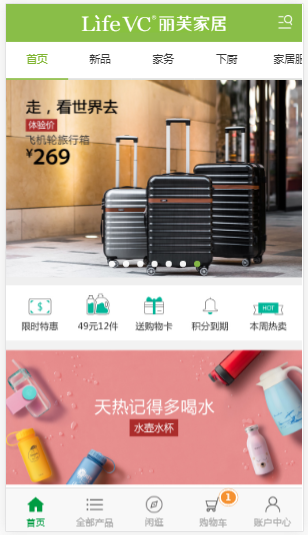 LifeVC® 丽芙家居
首页 新品 家务 下厨 家居服
走，看世界去
体验价
飞机轮旅行箱
¥269
限时特惠 49元12件 送购物卡 积分到期 本周热卖
HOT
天热记得多喝水
水壶水杯
1
首页 全部产品 闲逛 购物车 账户中心